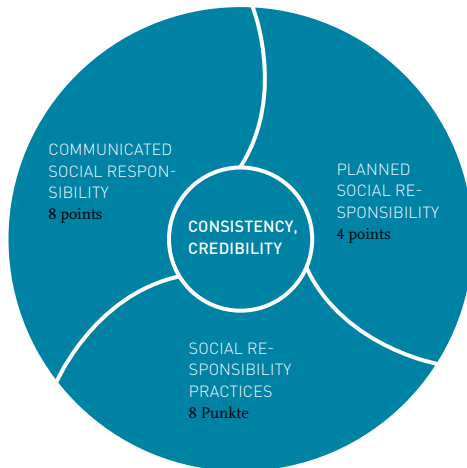 COMMUNICATED
SOCIAL RESPON-
SIBILITY
8 points
PLANNED
SOCIAL RE-
SPONSIBILITY
4 points
CONSISTENCY,
CREDIBILITY
SOCIAL RE-
SPONSIBILITY
PRACTICES
8 Punkte